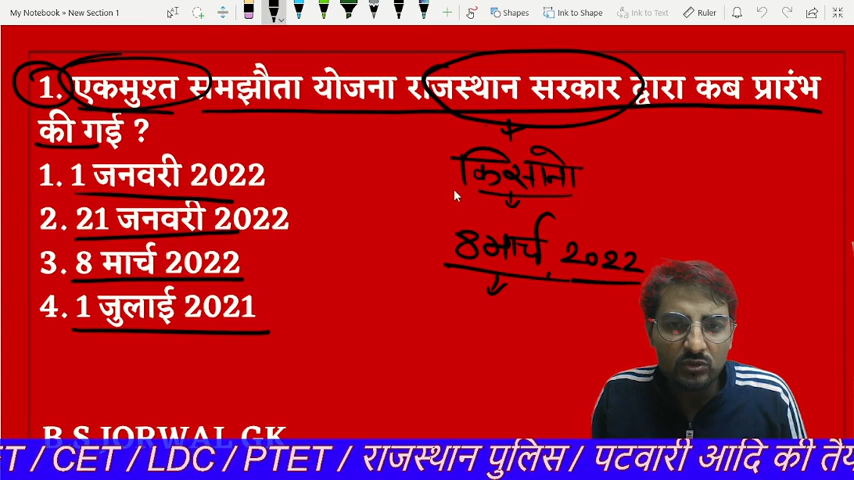 My Notebook » New Section 1
Shapes
Ink to Shape
Ink to Text
Ruler
1. एकमुश्त समझौता योजना राजस्थान सरकार द्वारा कब प्रारंभ
की गई ?
1. 1 जनवरी 2022
2. 21 जनवरी 2022
3. 8 मार्च 2022
4. 1 जुलाई 2021
किसानो
8 मार्च, 2022
B.S JORWAL GK
ET / CET / LDC / PTET / राजस्थान पुलिस / पटवारी आदि की तैय